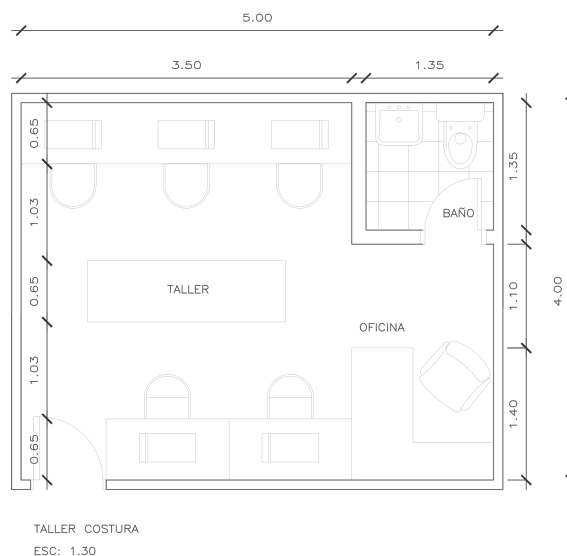 5.00
3.50
1.35
0.65
1.03
0.65
1.03
0.65
BAÑO
TALLER
OFICINA
1.35
1.10
1.40
4.00
TALLER COSTURA
ESC: 1.30